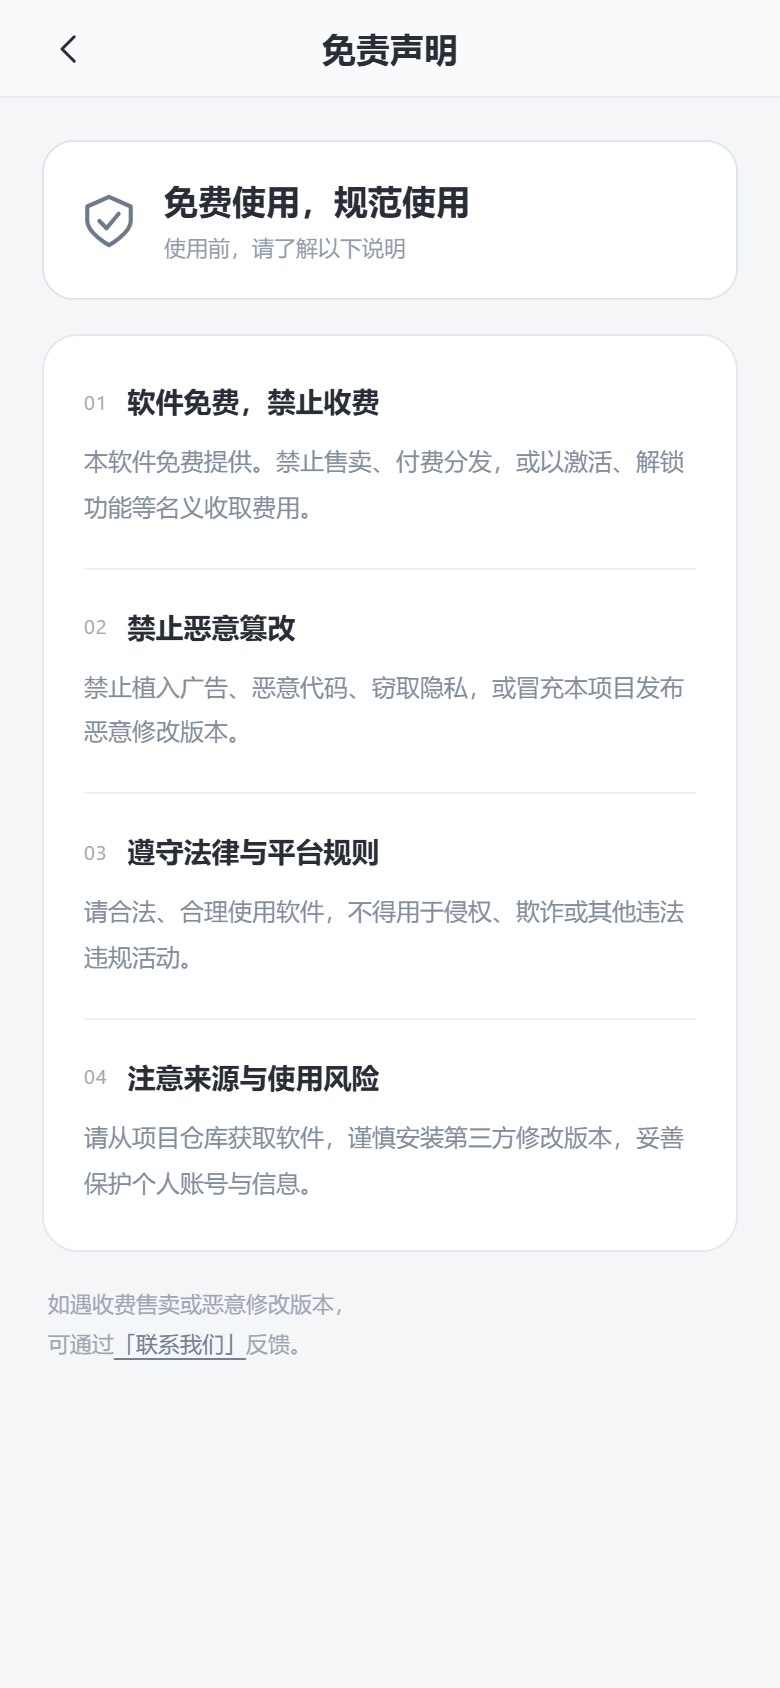 免责声明
免费使用，规范使用
使用前，请了解以下说明
01 软件免费，禁止收费
本软件免费提供。禁止售卖、付费分发，或以激活、解锁
功能等名义收取费用。
02 禁止恶意篡改
禁止植入广告、恶意代码、窃取隐私，或冒充本项目发布
恶意修改版本。
03 遵守法律与平台规则
请合法、合理使用软件，不得用于侵权、欺诈或其他违法
违规活动。
04 注意来源与使用风险
请从项目仓库获取软件，谨慎安装第三方修改版本，妥善
保护个人账号与信息。
如遇收费售卖或恶意修改版本，
可通过「联系我们」反馈。